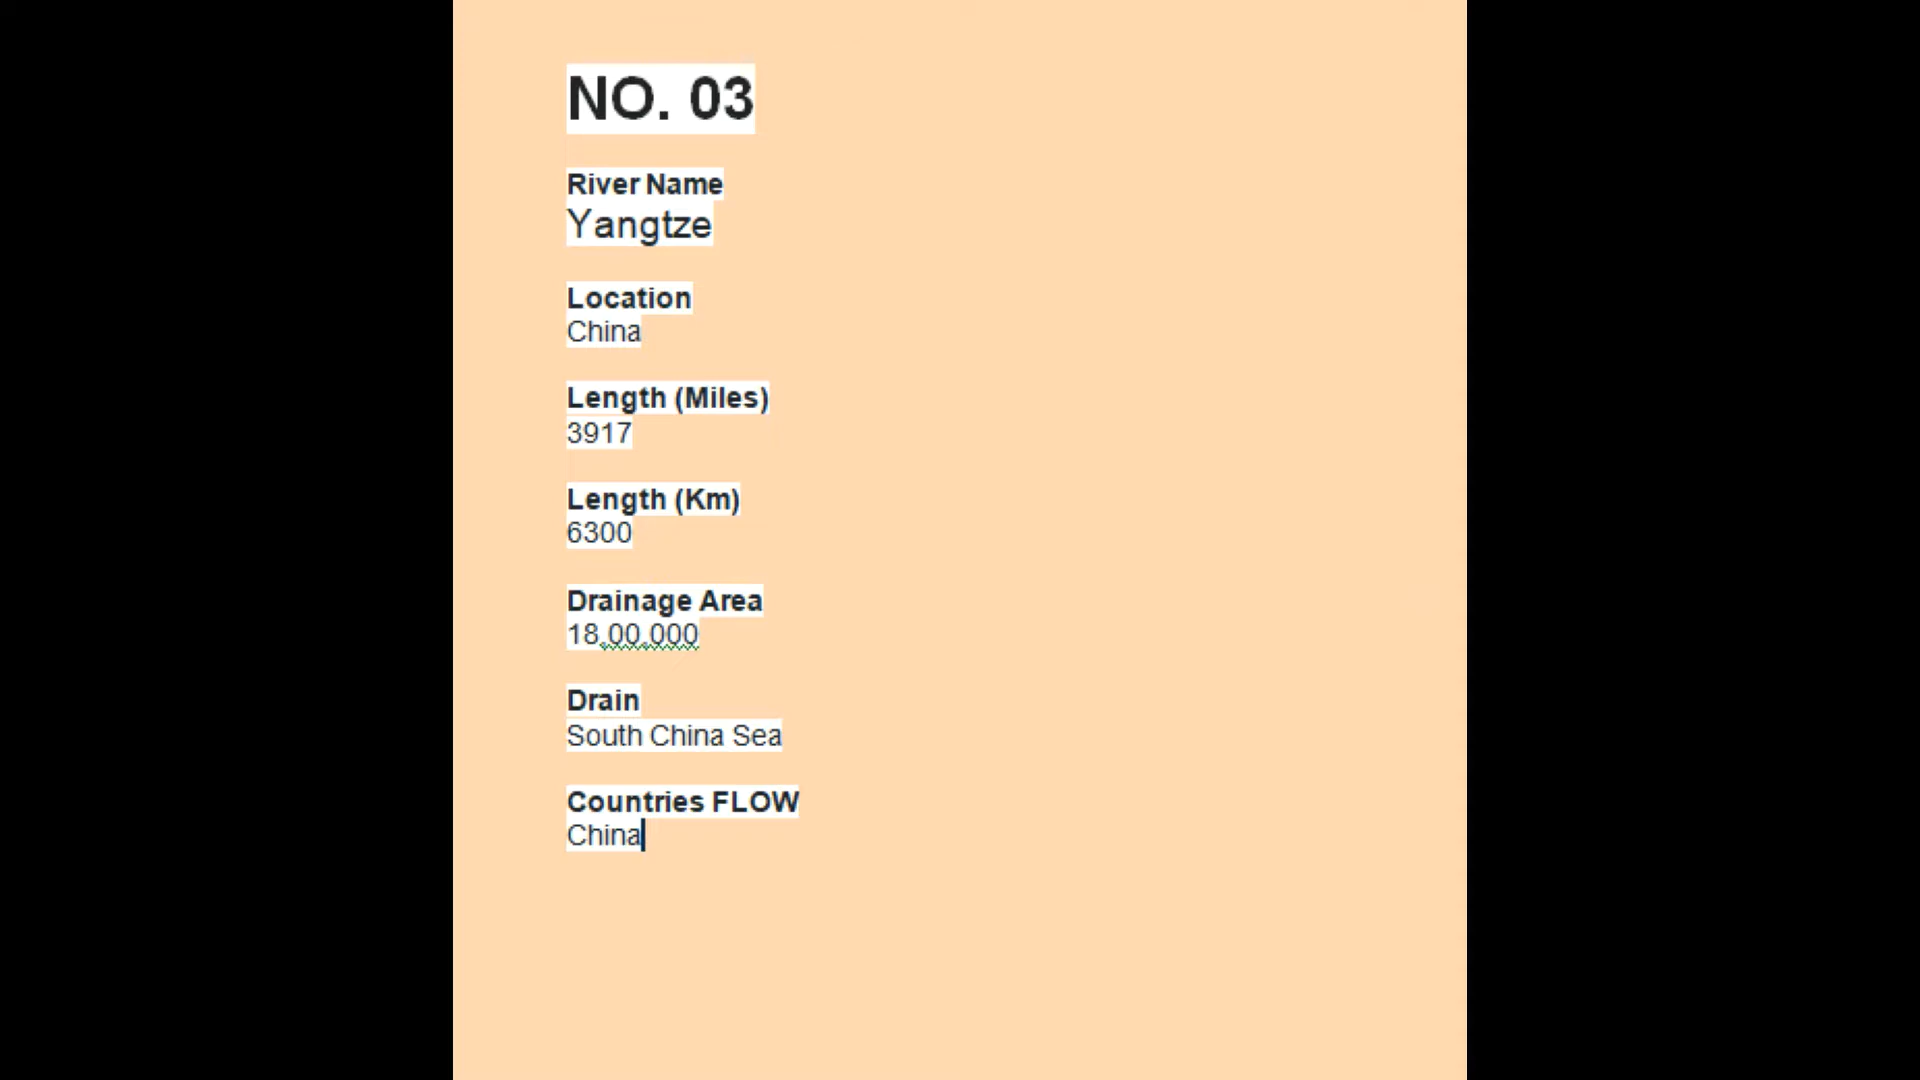 NO. 03
River Name
Yangtze
Location
China
Length (Miles)
3917
Length (Km)
6300
Drainage Area
18,00,000
Drain
South China Sea
Countries FLOW
China